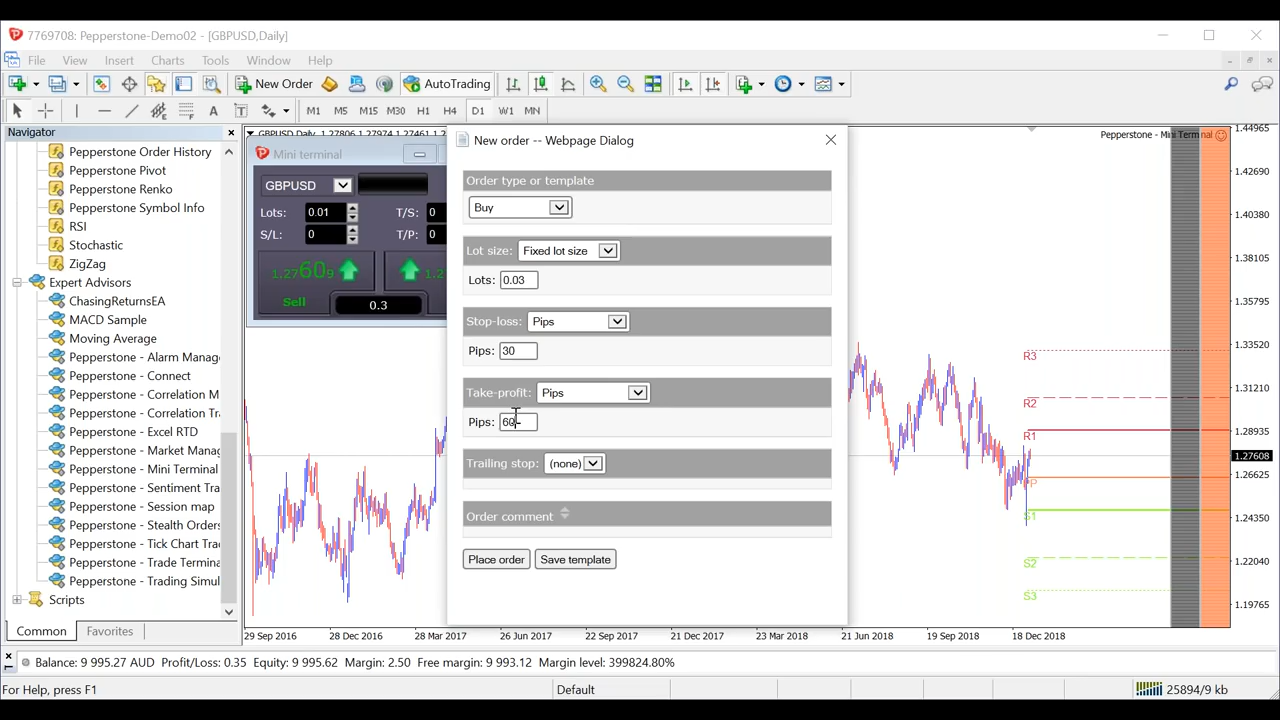 7769708: Pepperstone-Demo02 - [GBPUSD,Daily]
File View Insert Charts Tools Window Help
New Order AutoTrading
M1 M5 M15 M30 H1 H4 D1 W1 MN
Navigator
Pepperstone Order History
Pepperstone Pivot
Pepperstone Renko
Pepperstone Symbol Info
RSI
Stochastic
ZigZag
Expert Advisors
ChasingReturnsEA
MACD Sample
Moving Average
Pepperstone - Alarm Manag
Pepperstone - Connect
Pepperstone - Correlation M
Pepperstone - Correlation Tr
Pepperstone - Excel RTD
Pepperstone - Market Manag
Pepperstone - Mini Terminal
Pepperstone - Sentiment Tra
Pepperstone - Session map
Pepperstone - Stealth Orders
Pepperstone - Tick Chart Tra
Pepperstone - Trade Termina
Pepperstone - Trading Simul
Scripts
Common Favorites
GBPUSD,Daily 1.27806 1.27974 1.27461
Mini terminal
GBPUSD
Lots: 0.01 T/S: 0
S/L: 0 T/P: 0
1.27609 1.2
Sell 0.3
New order -- Webpage Dialog
Order type or template
Buy
Lot size: Fixed lot size
Lots: 0.03
Stop-loss: Pips
Pips: 30
Take-profit: Pips
Pips: 60
Trailing stop: (none)
Order comment
Place order Save template
Pepperstone - Mini Terminal
R3
R2
R1
PP
S1
S2
S3
1.44965
1.42690
1.40380
1.38105
1.35795
1.33520
1.31210
1.28935
1.27608
1.26625
1.24350
1.22040
1.19765
29 Sep 2016 28 Dec 2016 28 Mar 2017 26 Jun 2017 22 Sep 2017 21 Dec 2017 23 Mar 2018 21 Jun 2018 19 Sep 2018 18 Dec 2018
Balance: 9 995.27 AUD Profit/Loss: 0.35 Equity: 9 995.62 Margin: 2.50 Free margin: 9 993.12 Margin level: 399824.80%
For Help, press F1 Default 25894/9 kb